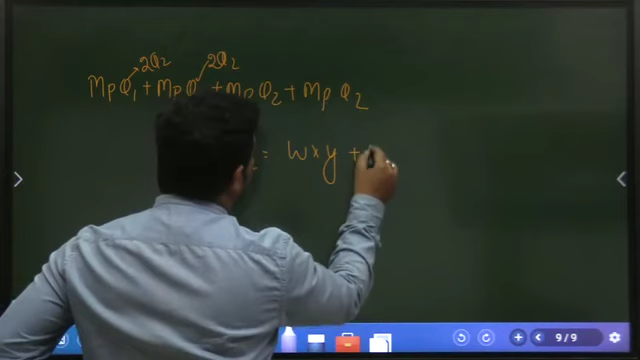 2Q₂ 2Q₂
MpQ₁ + MpQ + MpQ₂ + MpQ₂
= Wxy +
9/9